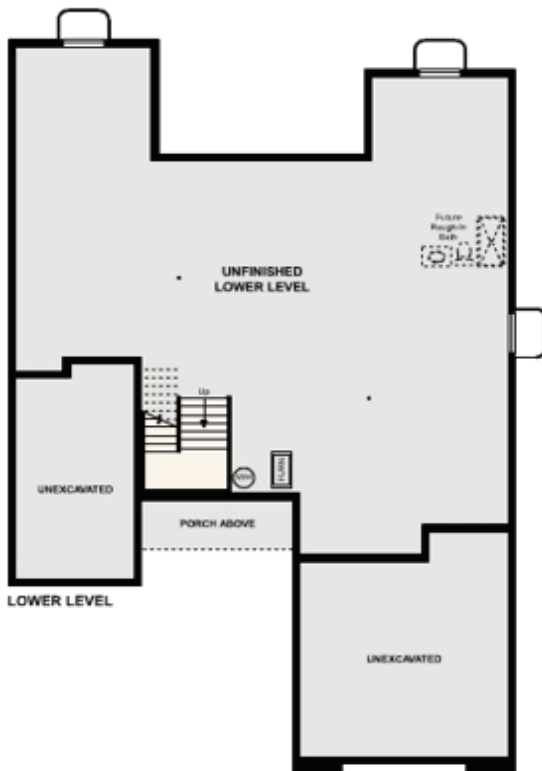 Future
Rough-In
Bath
UNFINISHED
LOWER LEVEL
Up
WH
FURN
UNEXCAVATED
PORCH ABOVE
LOWER LEVEL
UNEXCAVATED